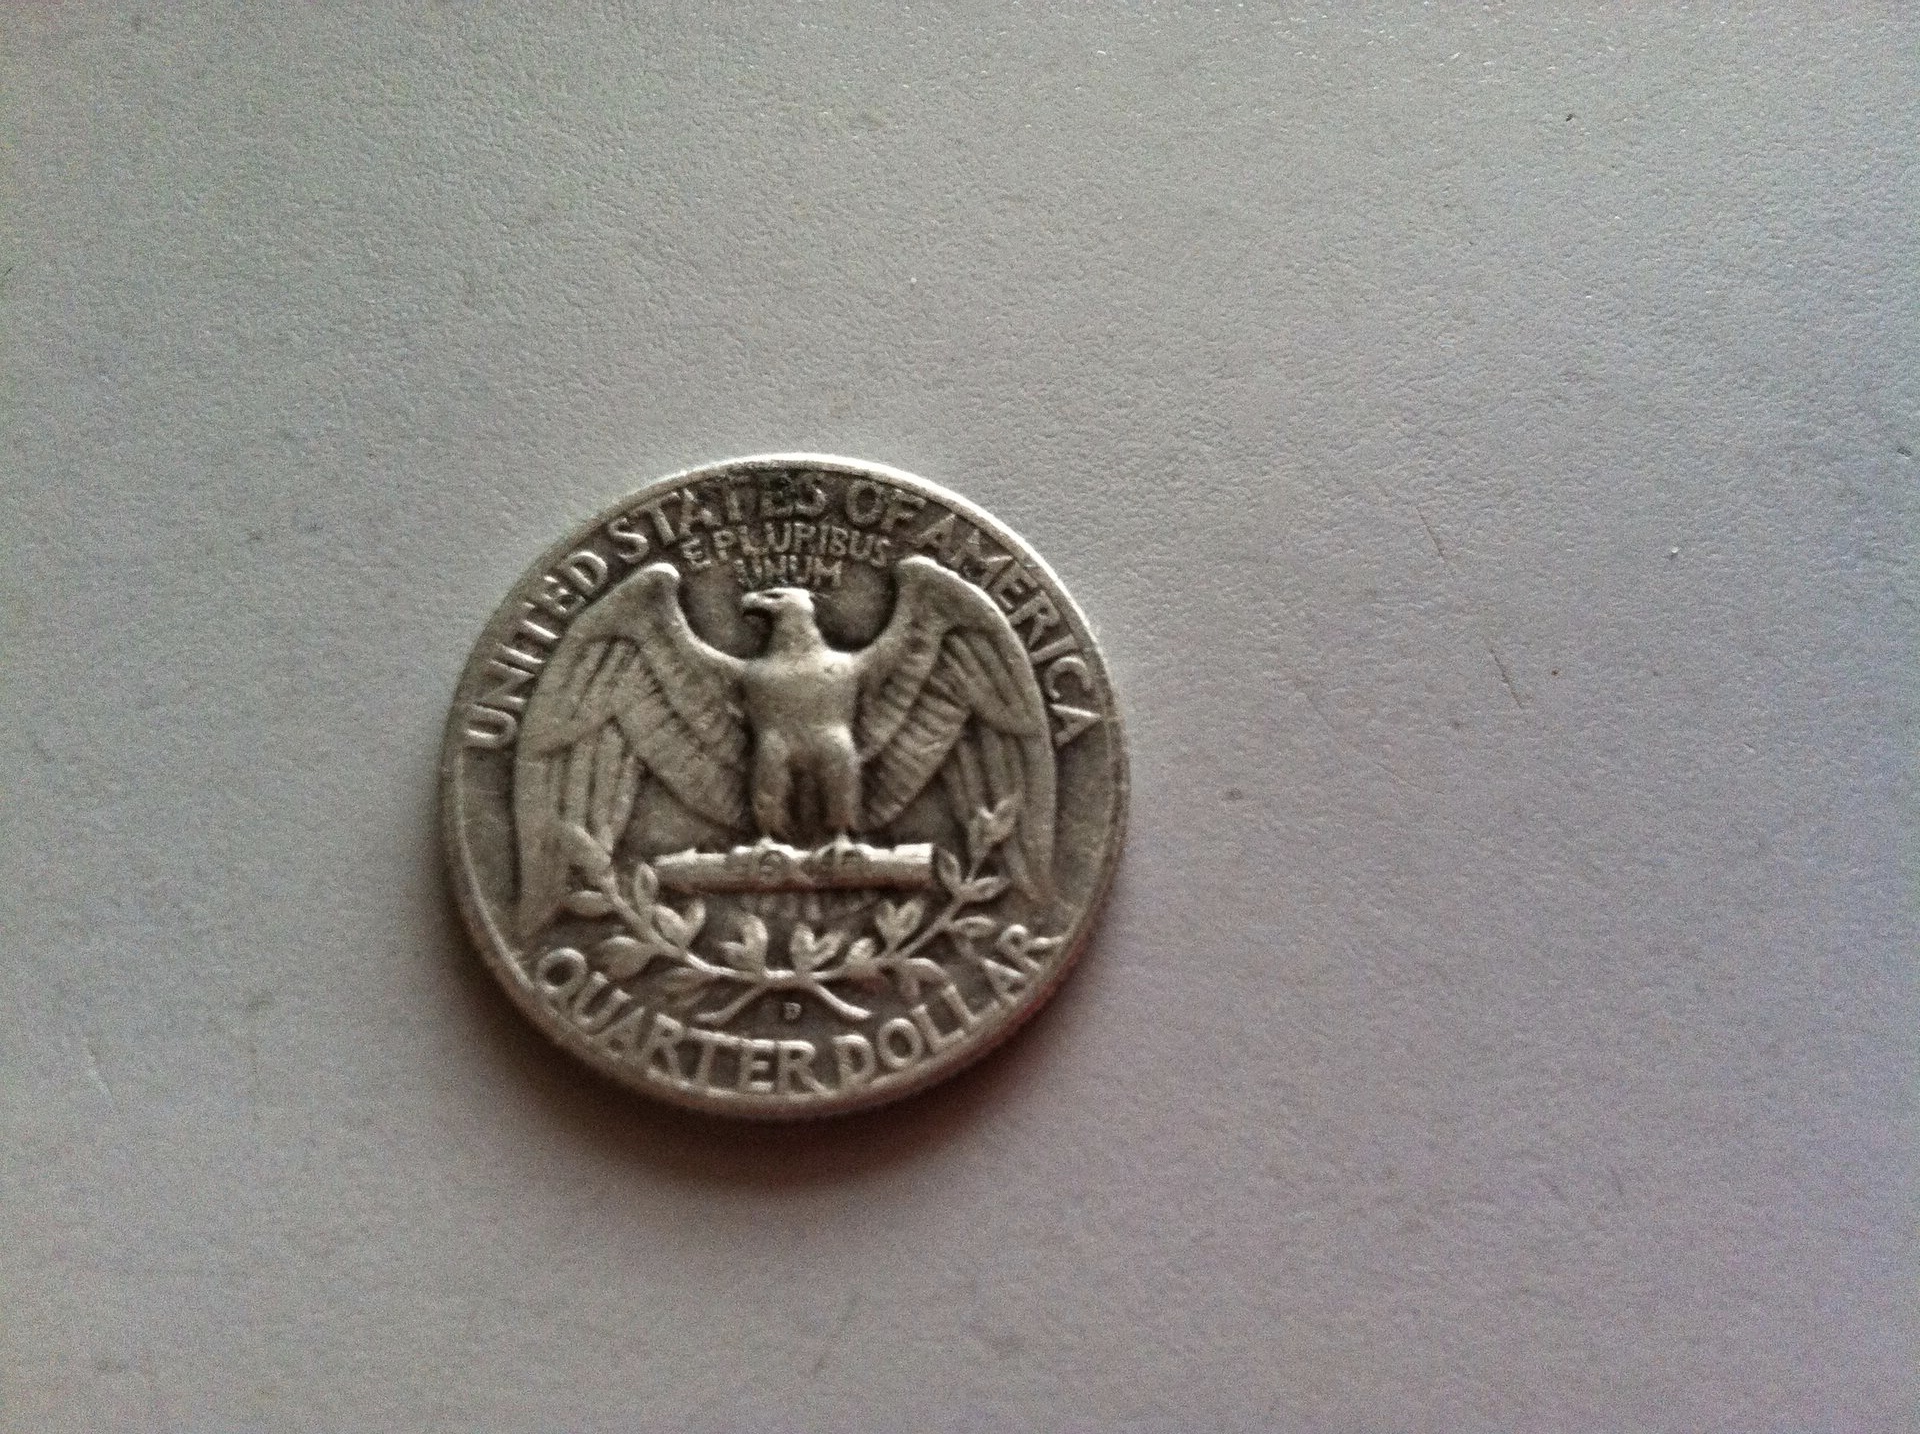 UNITED STATES OF AMERICA
E PLURIBUS
UNUM
D
QUARTER DOLLAR